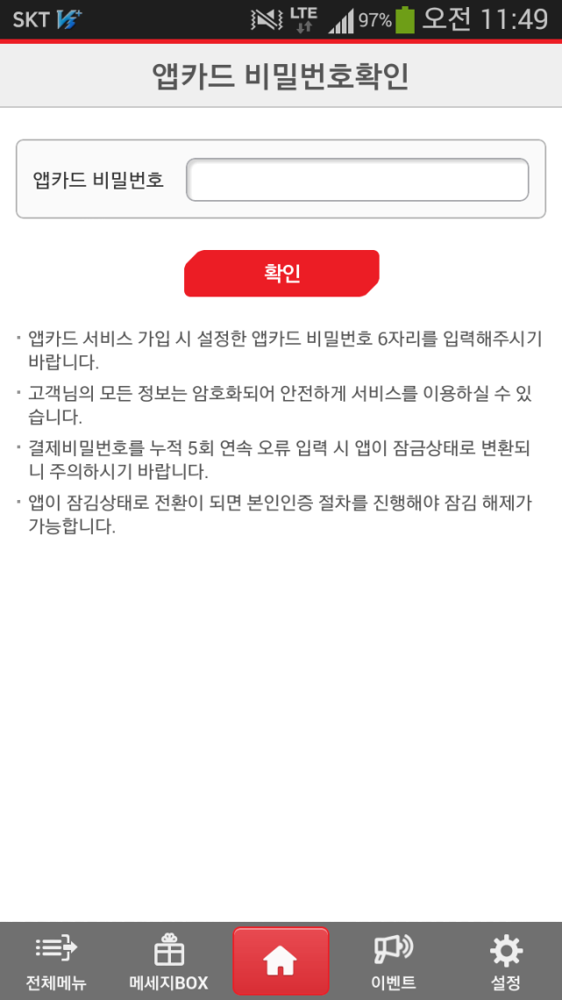 SKT V3+ LTE 97% 오전 11:49
앱카드 비밀번호확인
앱카드 비밀번호
확인
· 앱카드 서비스 가입 시 설정한 앱카드 비밀번호 6자리를 입력해주시기
바랍니다.
· 고객님의 모든 정보는 암호화되어 안전하게 서비스를 이용하실 수 있
습니다.
· 결제비밀번호를 누적 5회 연속 오류 입력 시 앱이 잠금상태로 변환되
니 주의하시기 바랍니다.
· 앱이 잠김상태로 전환이 되면 본인인증 절차를 진행해야 잠김 해제가
가능합니다.
전체메뉴 메세지BOX 이벤트 설정